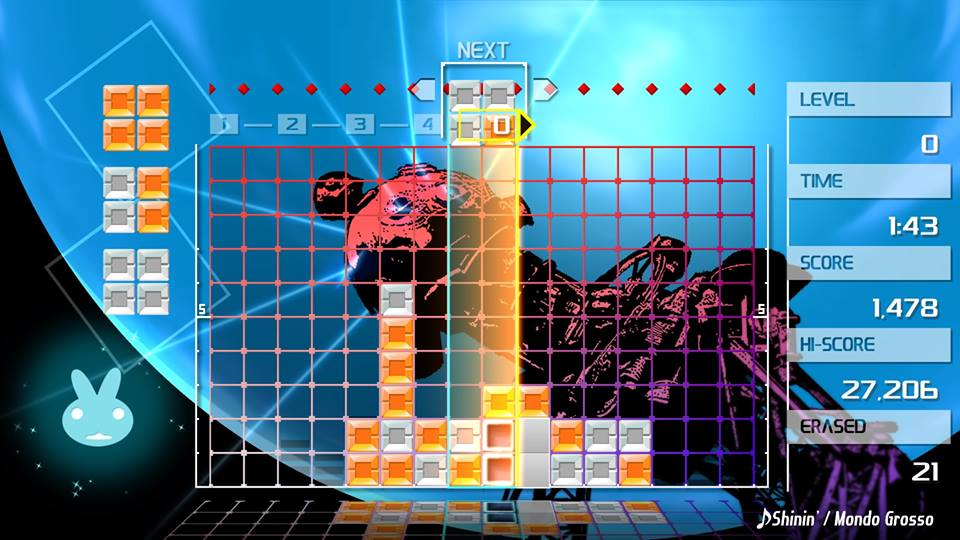 NEXT
1 2 3 4 0
LEVEL
0
TIME
1:43
SCORE
1,478
HI-SCORE
27,206
ERASED
21
5 5
♪Shinin' / Mondo Grosso